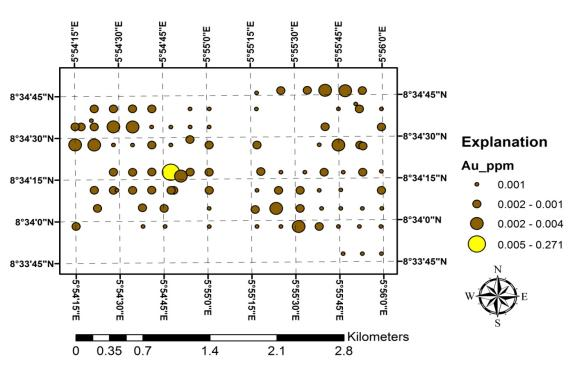 5°54'15"E
5°54'30"E
5°54'45"E
5°55'0"E
5°55'15"E
5°55'30"E
5°55'45"E
5°56'0"E
8°34'45"N
8°34'45"N
8°34'30"N
8°34'30"N
8°34'15"N
8°34'15"N
8°34'0"N
8°34'0"N
8°33'45"N
8°33'45"N
5°54'15"E
5°54'30"E
5°54'45"E
5°55'0"E
5°55'15"E
5°55'30"E
5°55'45"E
5°56'0"E
Explanation
Au_ppm
0.001
0.002 - 0.001
0.002 - 0.004
0.005 - 0.271
N
W E
S
Kilometers
0 0.35 0.7 1.4 2.1 2.8